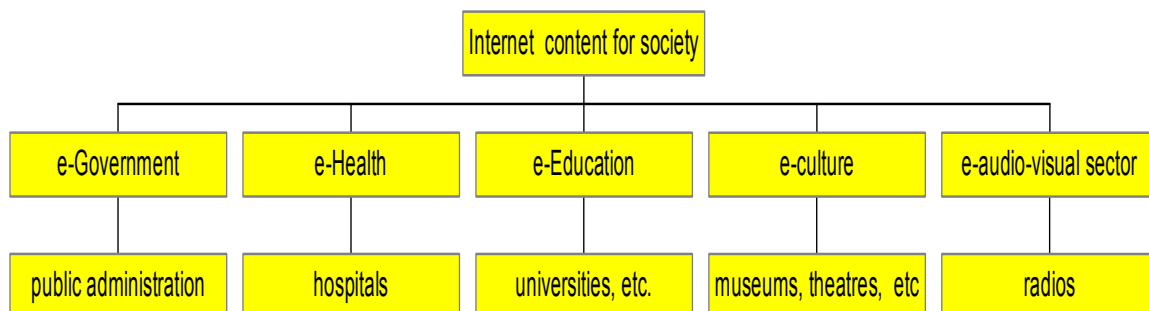 Internet content for society
e-Government
e-Health
e-Education
e-culture
e-audio-visual sector
public administration
hospitals
universities, etc.
museums, theatres, etc
radios